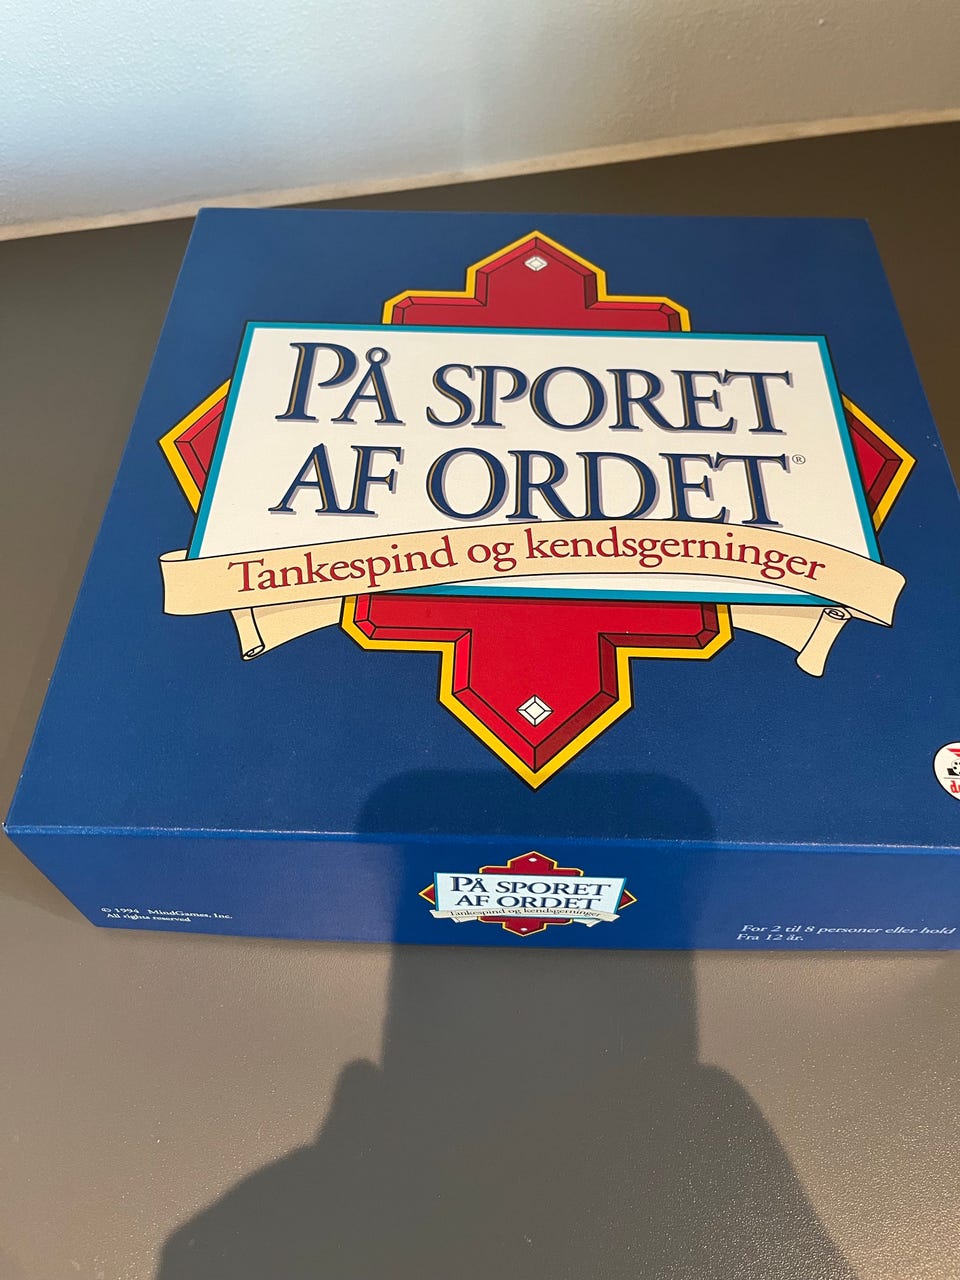 PÅ SPORET
AF ORDET®
Tankespind og kendsgerninger
PÅ SPORET
AF ORDET
Tankespind og kendsgerninger
© 1994 MindGames, Inc.
All rights reserved
For 2 til 8 personer eller hold
Fra 12 år.